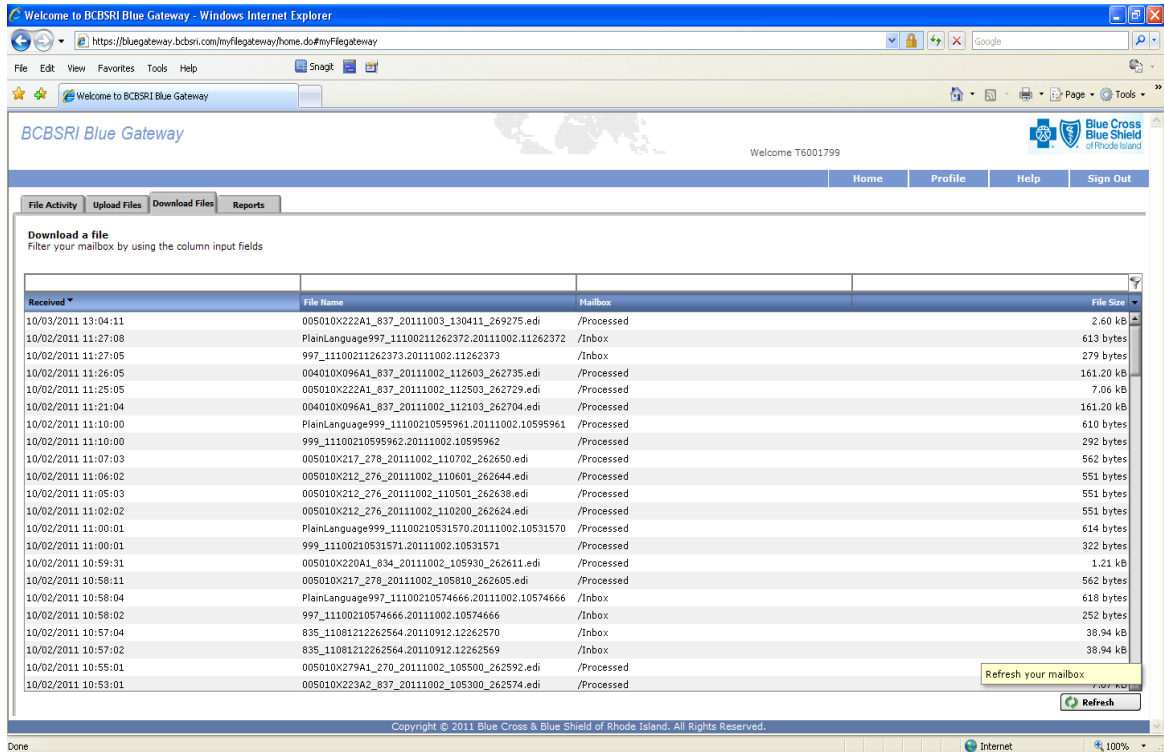 Welcome to BCBSRI Blue Gateway - Windows Internet Explorer
https://bluegateway.bcbsri.com/myfilegateway/home.do#myFilegateway Google
File Edit View Favorites Tools Help Snagit
Welcome to BCBSRI Blue Gateway Page Tools
BCBSRI Blue Gateway
Welcome T6001799
Blue Cross
Blue Shield
of Rhode Island
Home Profile Help Sign Out
File Activity Upload Files Download Files Reports
Download a file
Filter your mailbox by using the column input fields
Received File Name Mailbox File Size
10/03/2011 13:04:11 005010X222A1_837_20111003_130411_269275.edi /Processed 2.60 kB
10/02/2011 11:27:08 PlainLanguage997_11100211262372.20111002.11262372 /Inbox 613 bytes
10/02/2011 11:27:05 997_11100211262373.20111002.11262373 /Inbox 279 bytes
10/02/2011 11:26:05 004010X096A1_837_20111002_112603_262735.edi /Processed 161.20 kB
10/02/2011 11:25:05 005010X222A1_837_20111002_112503_262729.edi /Processed 7.06 kB
10/02/2011 11:21:04 004010X096A1_837_20111002_112103_262704.edi /Processed 161.20 kB
10/02/2011 11:10:00 PlainLanguage999_11100210595961.20111002.10595961 /Processed 610 bytes
10/02/2011 11:10:00 999_11100210595962.20111002.10595962 /Processed 292 bytes
10/02/2011 11:07:03 005010X217_278_20111002_110702_262650.edi /Processed 562 bytes
10/02/2011 11:06:02 005010X212_276_20111002_110601_262644.edi /Processed 551 bytes
10/02/2011 11:05:03 005010X212_276_20111002_110501_262638.edi /Processed 551 bytes
10/02/2011 11:02:02 005010X212_276_20111002_110200_262624.edi /Processed 551 bytes
10/02/2011 11:00:01 PlainLanguage999_11100210531570.20111002.10531570 /Processed 614 bytes
10/02/2011 11:00:01 999_11100210531571.20111002.10531571 /Processed 322 bytes
10/02/2011 10:59:31 005010X220A1_834_20111002_105930_262611.edi /Processed 1.21 kB
10/02/2011 10:58:11 005010X217_278_20111002_105810_262605.edi /Processed 562 bytes
10/02/2011 10:58:04 PlainLanguage997_11100210574666.20111002.10574666 /Inbox 618 bytes
10/02/2011 10:58:02 997_11100210574666.20111002.10574666 /Inbox 252 bytes
10/02/2011 10:57:04 835_11081212262564.20110912.12262570 /Inbox 38.94 kB
10/02/2011 10:57:02 835_11081212262564.20110912.12262569 /Inbox 38.94 kB
10/02/2011 10:55:01 005010X279A1_270_20111002_105500_262592.edi /Processed
Refresh your mailbox
10/02/2011 10:53:01 005010X223A2_837_20111002_105300_262574.edi /Processed
Refresh
Copyright © 2011 Blue Cross & Blue Shield of Rhode Island. All Rights Reserved.
Done Internet 100%